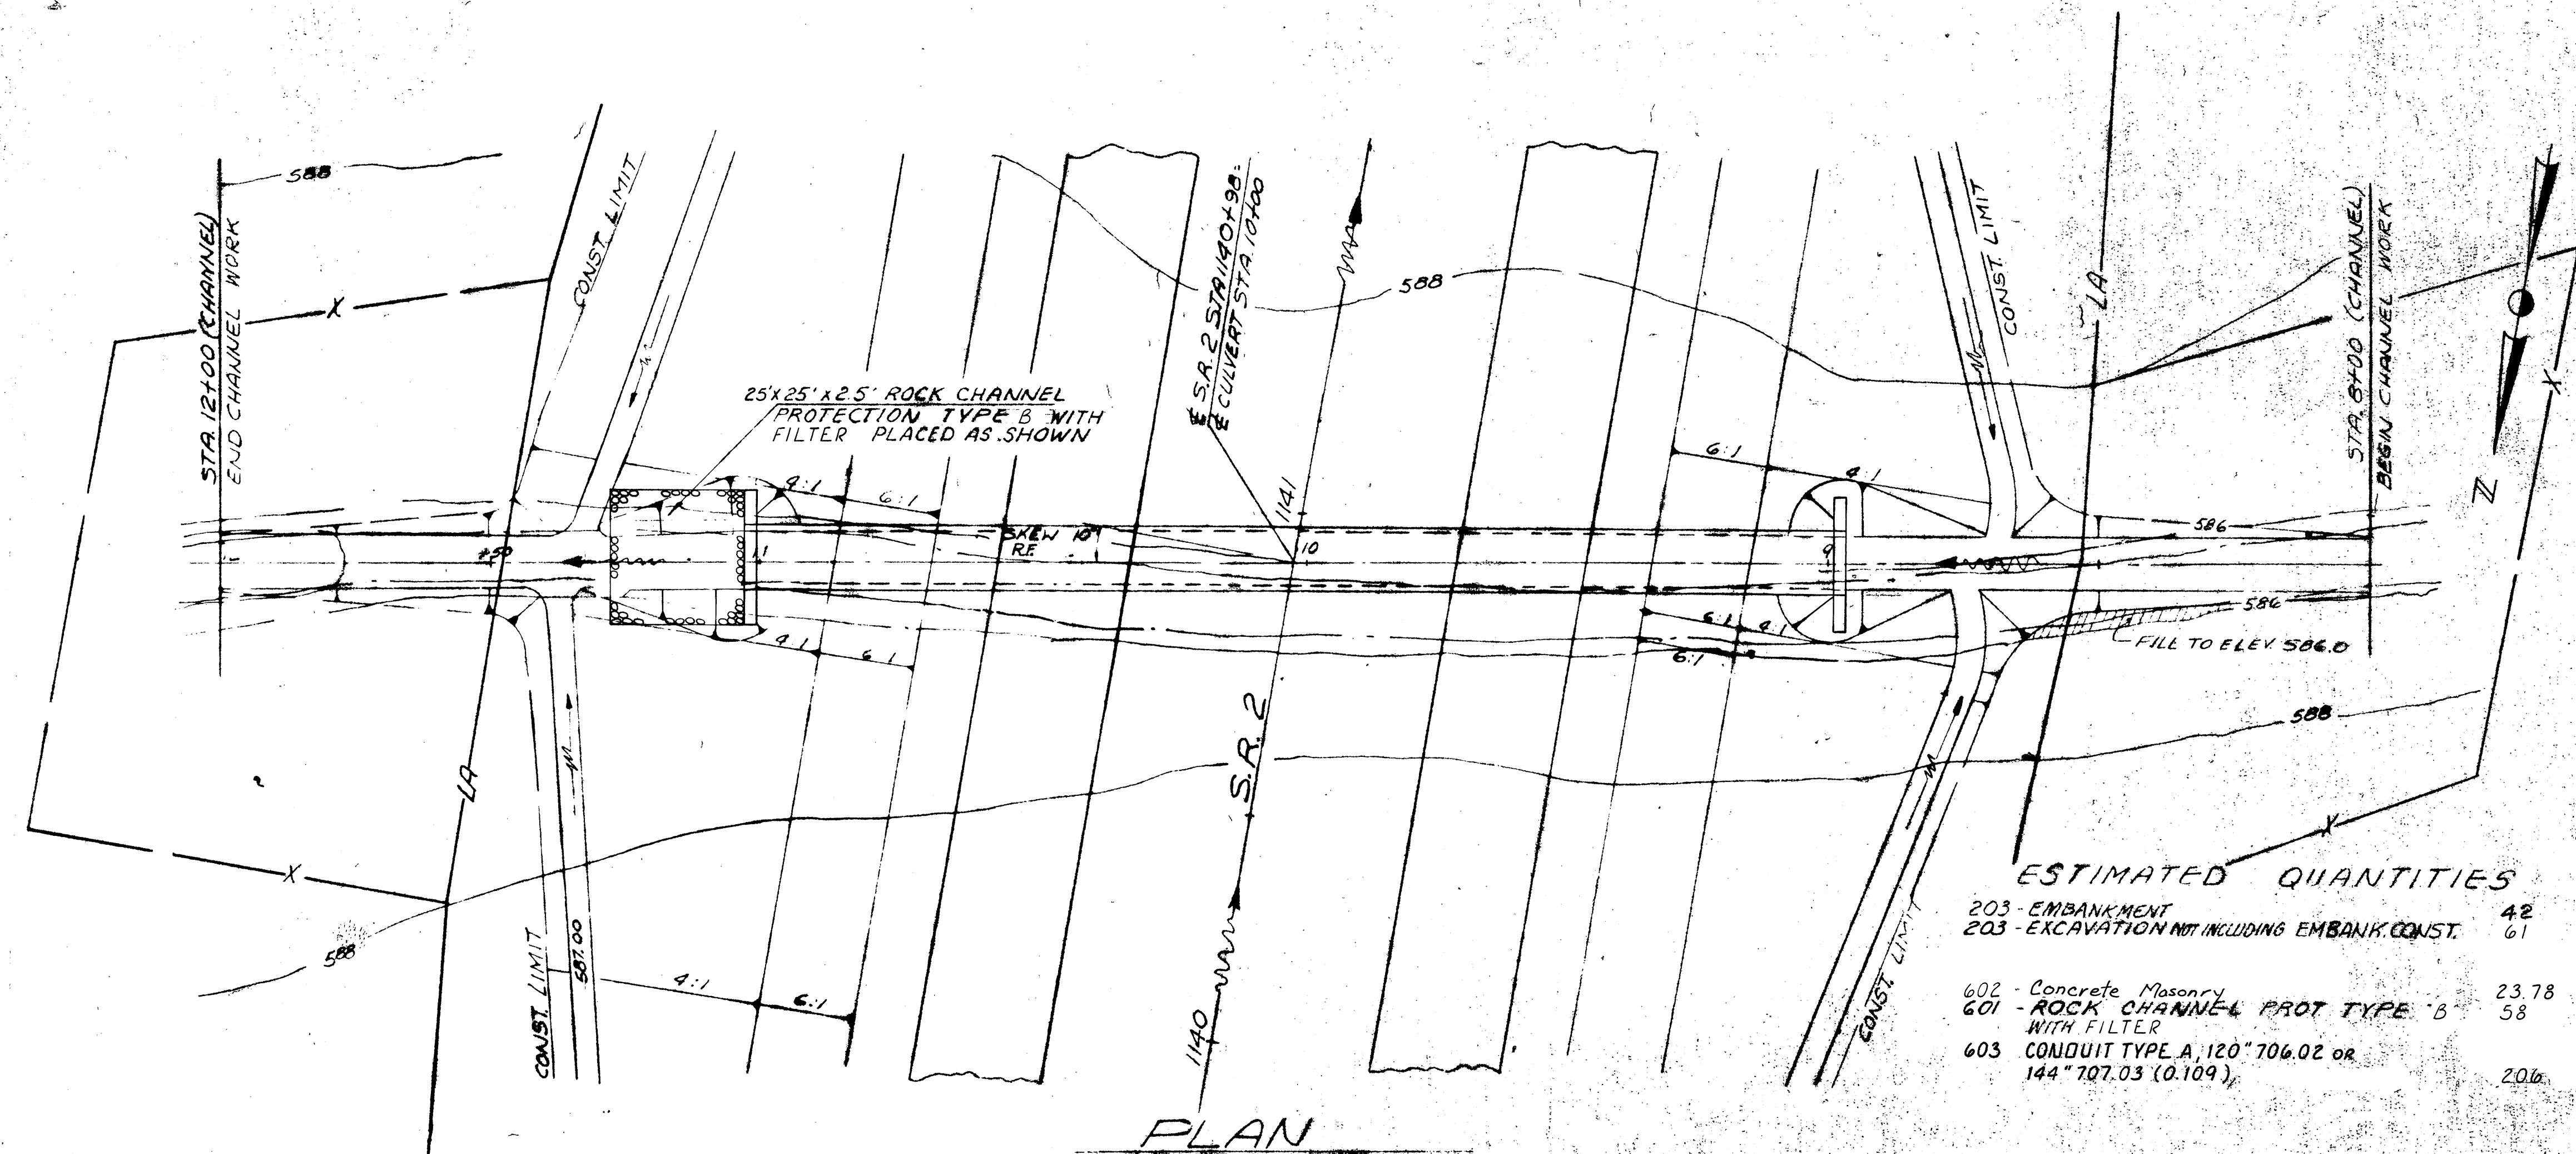 588
STA. 12+00 (CHANNEL)
END CHANNEL WORK
CONST. LIMIT
X
25'x25'x2.5' ROCK CHANNEL
PROTECTION TYPE B WITH
FILTER PLACED AS SHOWN
℄ S.R. 2 STA 1140+98=
℄ CULVERT STA. 10+00
588
CONST. LIMIT
LA
STA. 8+00 (CHANNEL)
BEGIN CHANNEL WORK
X
N
4:1
6:1
6:1
4:1
1141
+50
11
SKEW 10°
R.F.
10
9
586
586
FILL TO ELEV. 586.0
4:1
6:1
6:1
4:1
6:1
588
LA
S.R. 2
X
X
588
CONST. LIMIT
587.00
4:1
6:1
1140
CONST. LIMIT
ESTIMATED QUANTITIES
203 - EMBANKMENT 42
203 - EXCAVATION NOT INCLUDING EMBANK. CONST. 61
602 - Concrete Masonry 23.78
601 - ROCK CHANNEL PROT TYPE "B" 58
WITH FILTER
603 CONDUIT TYPE A, 120" 706.02 OR
144" 707.03 (0.109), 206
PLAN